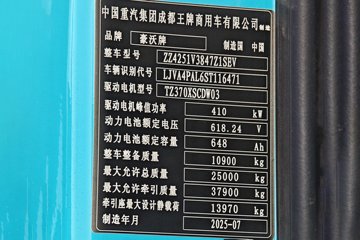 中国重汽集团成都王牌商用车有限公司制造
品牌 豪沃牌 制造国 中国
整车型号 ZZ4251V3847Z1SEV
车辆识别代号 LJVA4PAL6ST116471
驱动电机型号 TZ370XSCDW03
驱动电机峰值功率 410 kW
动力电池额定电压 618.24 V
动力电池额定容量 648 Ah
整车整备质量 10900 kg
最大允许总质量 25000 kg
最大允许牵引质量 37900 kg
牵引座最大设计静载荷 13970 kg
制造年月 2025-07